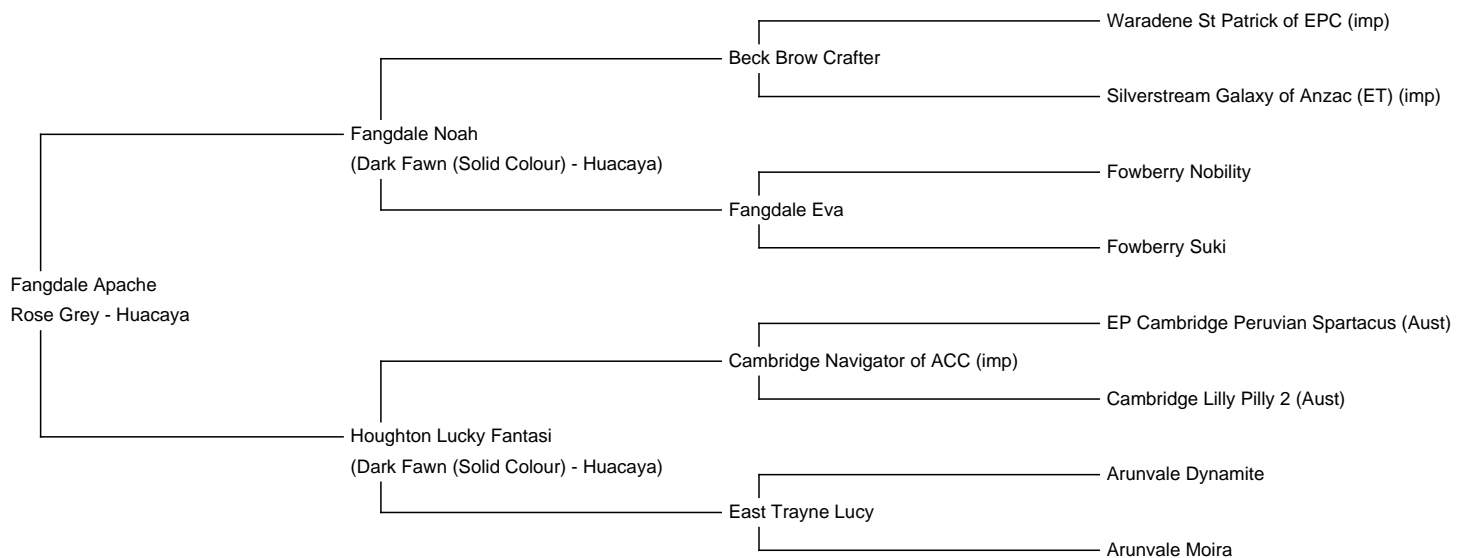 Waradene St Patrick of EPC (imp)
Beck Brow Crafter
Silverstream Galaxy of Anzac (ET) (imp)
Fangdale Noah
(Dark Fawn (Solid Colour) - Huacaya)
Fowberry Nobility
Fangdale Eva
Fowberry Suki
Fangdale Apache
Rose Grey - Huacaya
EP Cambridge Peruvian Spartacus (Aust)
Cambridge Navigator of ACC (imp)
Cambridge Lilly Pilly 2 (Aust)
Houghton Lucky Fantasi
(Dark Fawn (Solid Colour) - Huacaya)
Arunvale Dynamite
East Trayne Lucy
Arunvale Moira